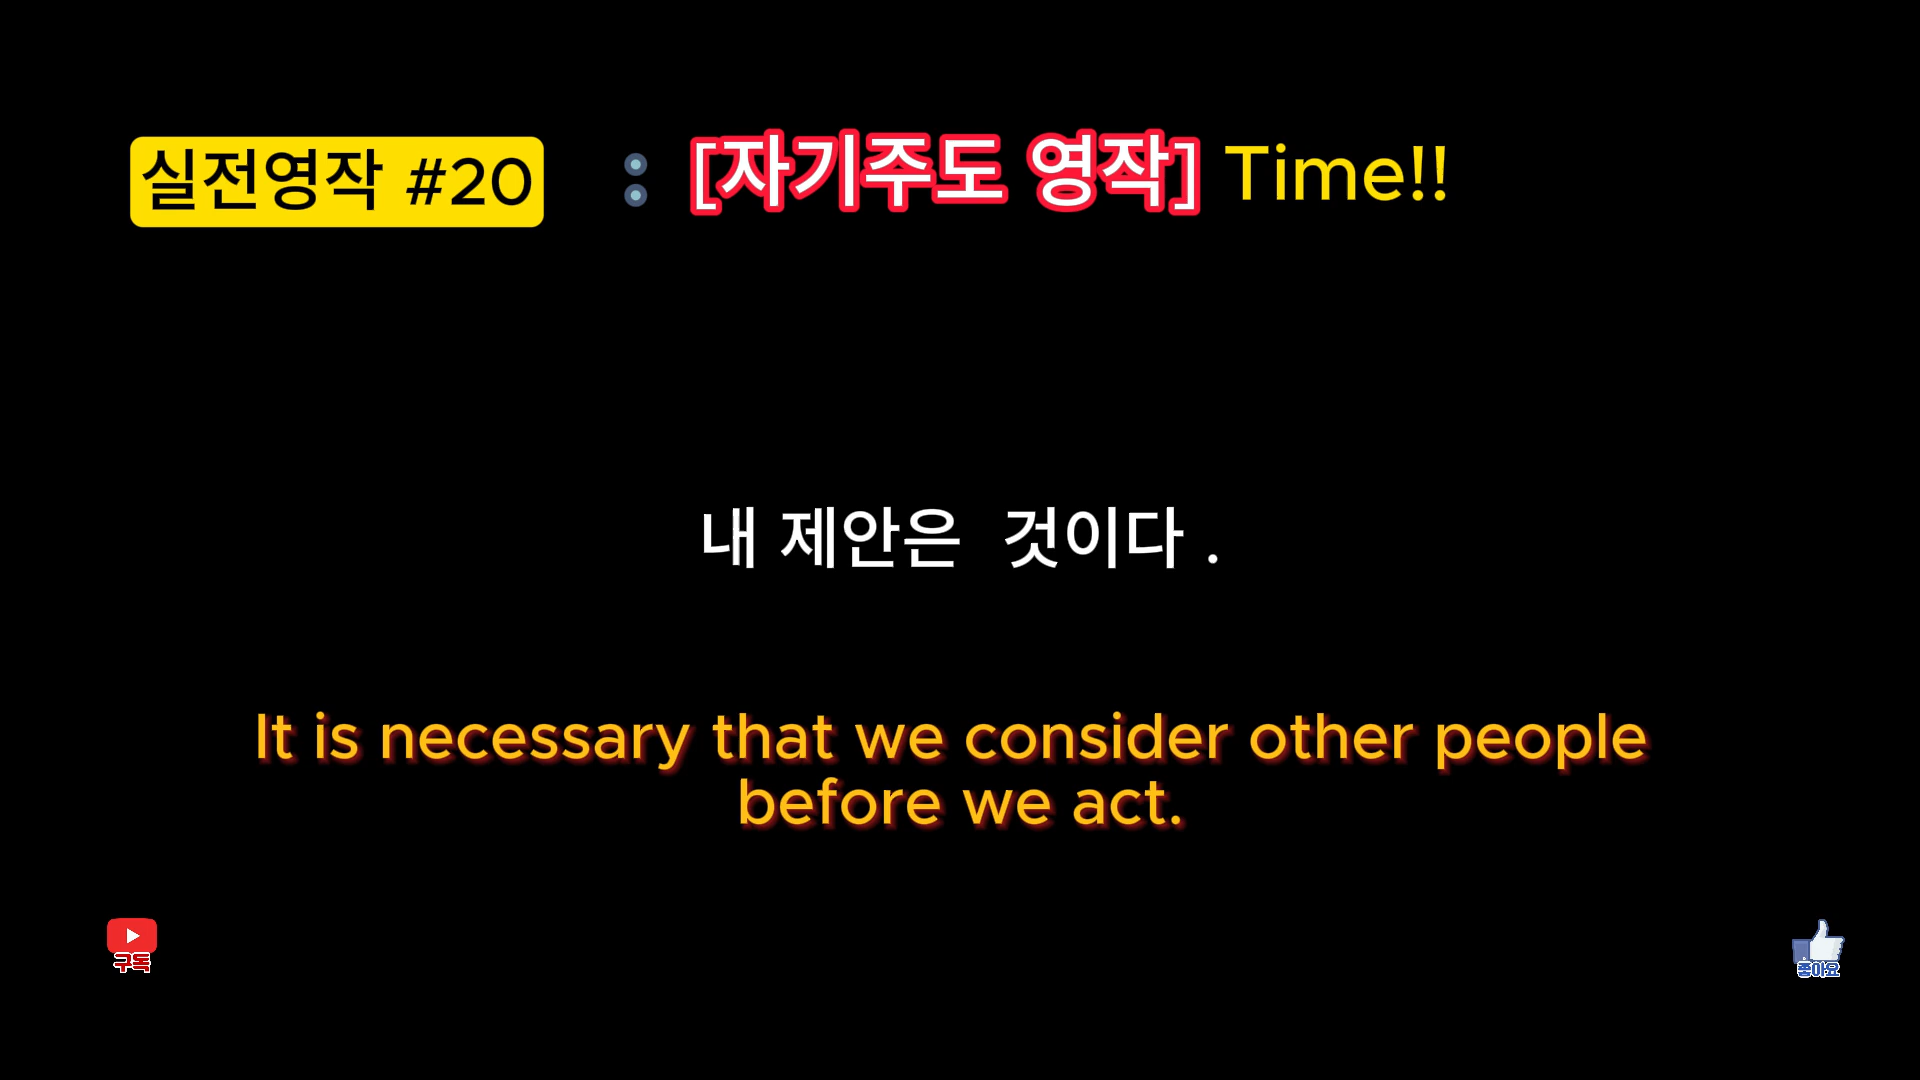 실전영작 #20 : [자기주도 영작] Time!!
내 제안은 것이다 .
It is necessary that we consider other people
before we act.
구독
좋아요